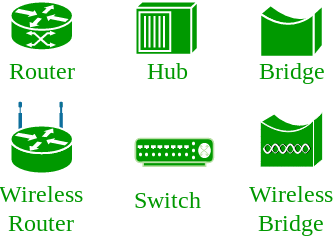 Router
Hub
Bridge
Wireless
Router
Switch
Wireless
Bridge